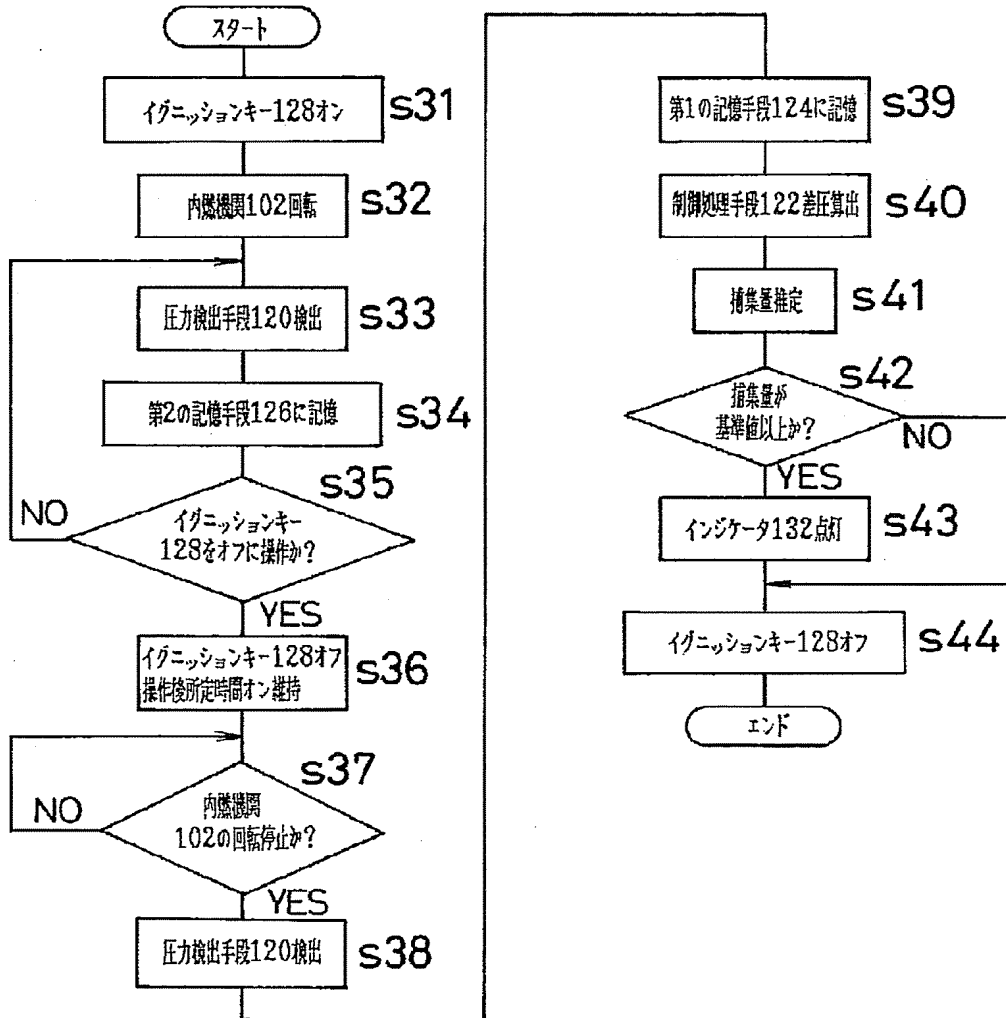 スタート
イグニッションキー128オン
s31
内燃機関102回転
s32
圧力検出手段120検出
s33
第2の記憶手段126に記憶
s34
s35
イグニッションキー
128をオフに操作か?
NO
YES
イグニッションキー128オフ
操作後所定時間オン維持
s36
s37
内燃機関
102の回転停止か?
NO
YES
圧力検出手段120検出
s38
第1の記憶手段124に記憶
s39
制御処理手段122差圧算出
s40
捕集量推定
s41
s42
捕集量が
基準値以上か?
NO
YES
インジケータ132点灯
s43
イグニッションキー128オフ
s44
エンド